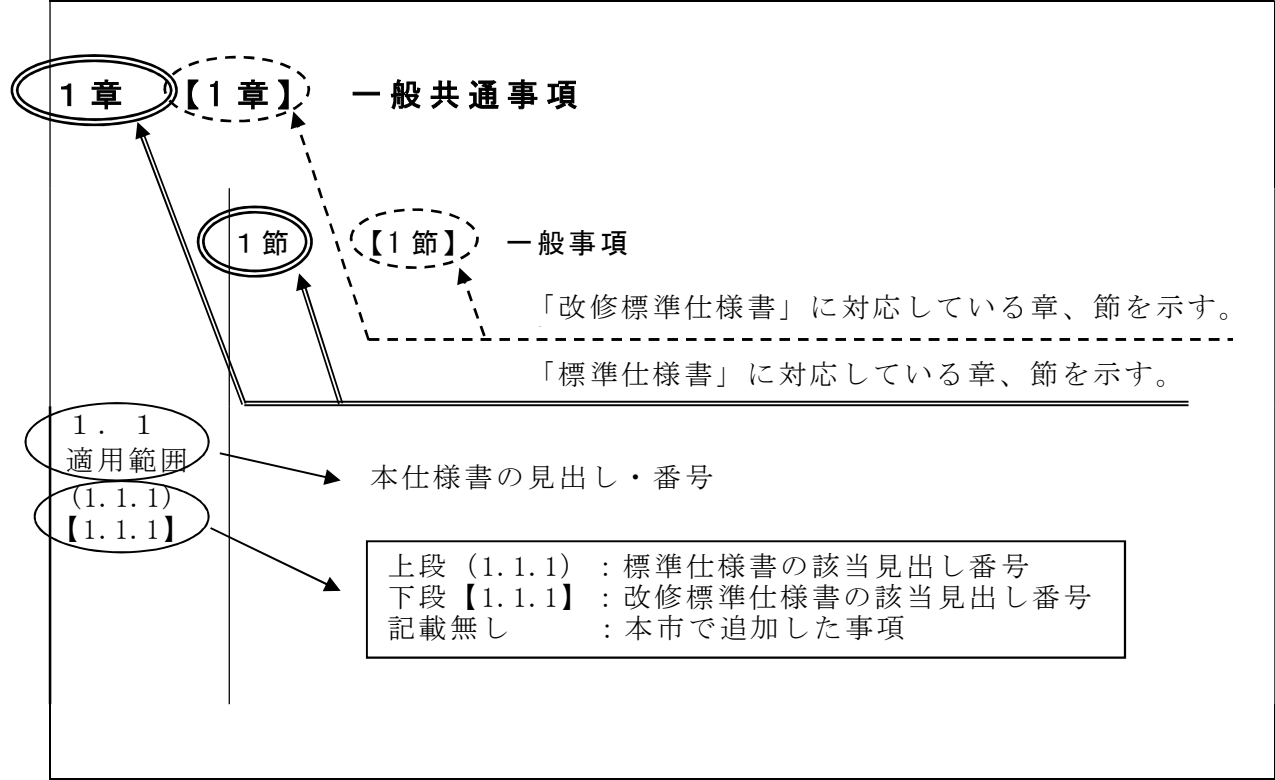 1章 【1章】 一般共通事項
1節 【1節】 一般事項
「改修標準仕様書」に対応している章、節を示す。
「標準仕様書」に対応している章、節を示す。
1. 1
適用範囲
(1.1.1)
【1.1.1】
本仕様書の見出し・番号
上段 (1.1.1) :標準仕様書の該当見出し番号
下段【1.1.1】:改修標準仕様書の該当見出し番号
記載無し :本市で追加した事項